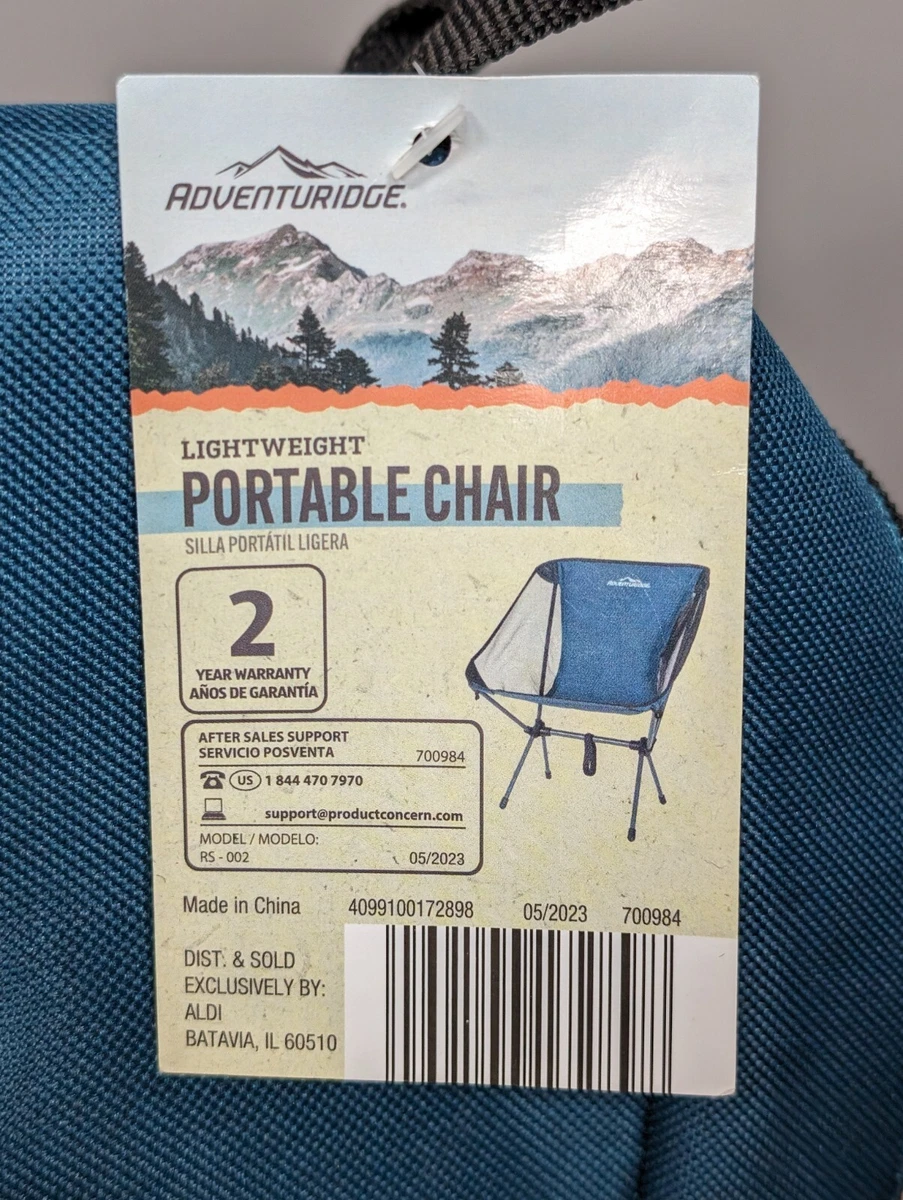 ADVENTURIDGE.
LIGHTWEIGHT
PORTABLE CHAIR
SILLA PORTÁTIL LIGERA
ADVENTURIDGE
2
YEAR WARRANTY
AÑOS DE GARANTÍA
AFTER SALES SUPPORT
SERVICIO POSVENTA 700984
US 1 844 470 7970
support@productconcern.com
MODEL / MODELO:
RS - 002 05/2023
Made in China 4099100172898 05/2023 700984
DIST. & SOLD
EXCLUSIVELY BY:
ALDI
BATAVIA, IL 60510